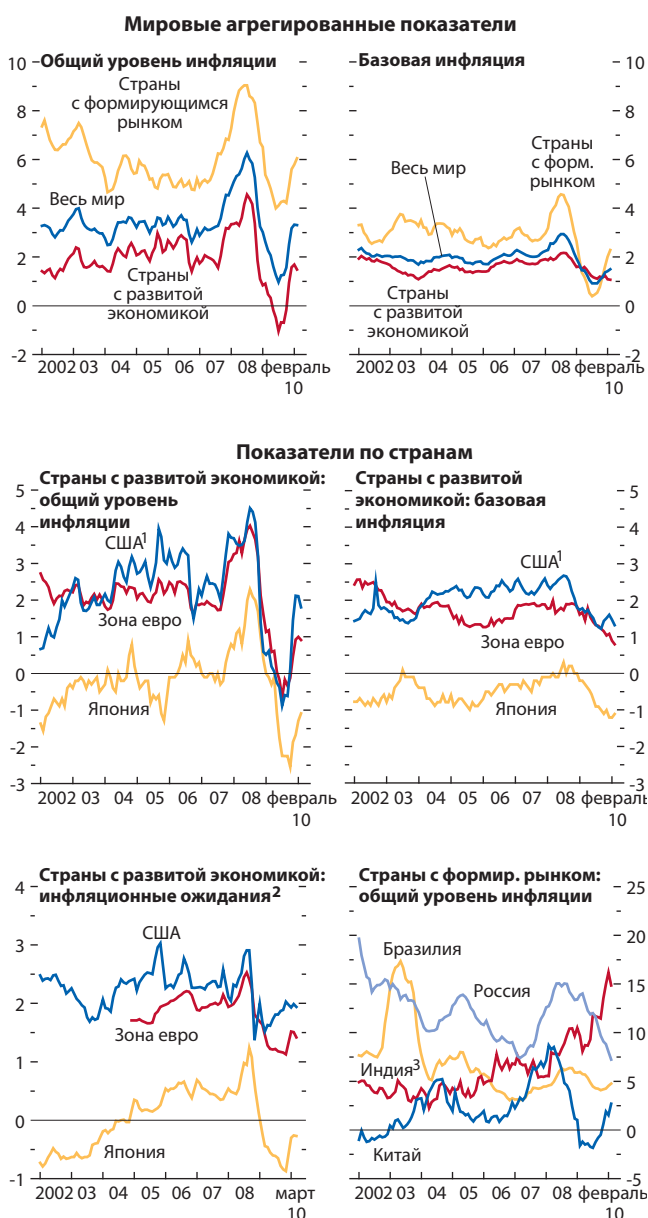 Мировые агрегированные показатели
Общий уровень инфляции
Страны
с формирующимся
рынком
Весь мир
Страны
с развитой
экономикой
10
8
6
4
2
0
-2
2002 03 04 05 06 07 08 февраль
10
Базовая инфляция
Весь мир
Страны
с форм.
рынком
Страны
с развитой
экономикой
10
8
6
4
2
0
-2
2002 03 04 05 06 07 08 февраль
10
Показатели по странам
Страны с развитой экономикой:
общий уровень
инфляции
США1
Зона евро
Япония
5
4
3
2
1
0
-1
-2
-3
2002 03 04 05 06 07 08 февраль
10
Страны с развитой
экономикой: базовая
инфляция
США1
Зона евро
Япония
5
4
3
2
1
0
-1
-2
-3
2002 03 04 05 06 07 08 февраль
10
Страны с развитой экономикой:
инфляционные ожидания2
США
Зона евро
Япония
4
3
2
1
0
-1
2002 03 04 05 06 07 08 март
10
Страны с формир. рынком:
общий уровень инфляции
Бразилия
Россия
Индия3
Китай
25
20
15
10
5
0
-5
2002 03 04 05 06 07 08 февраль
10